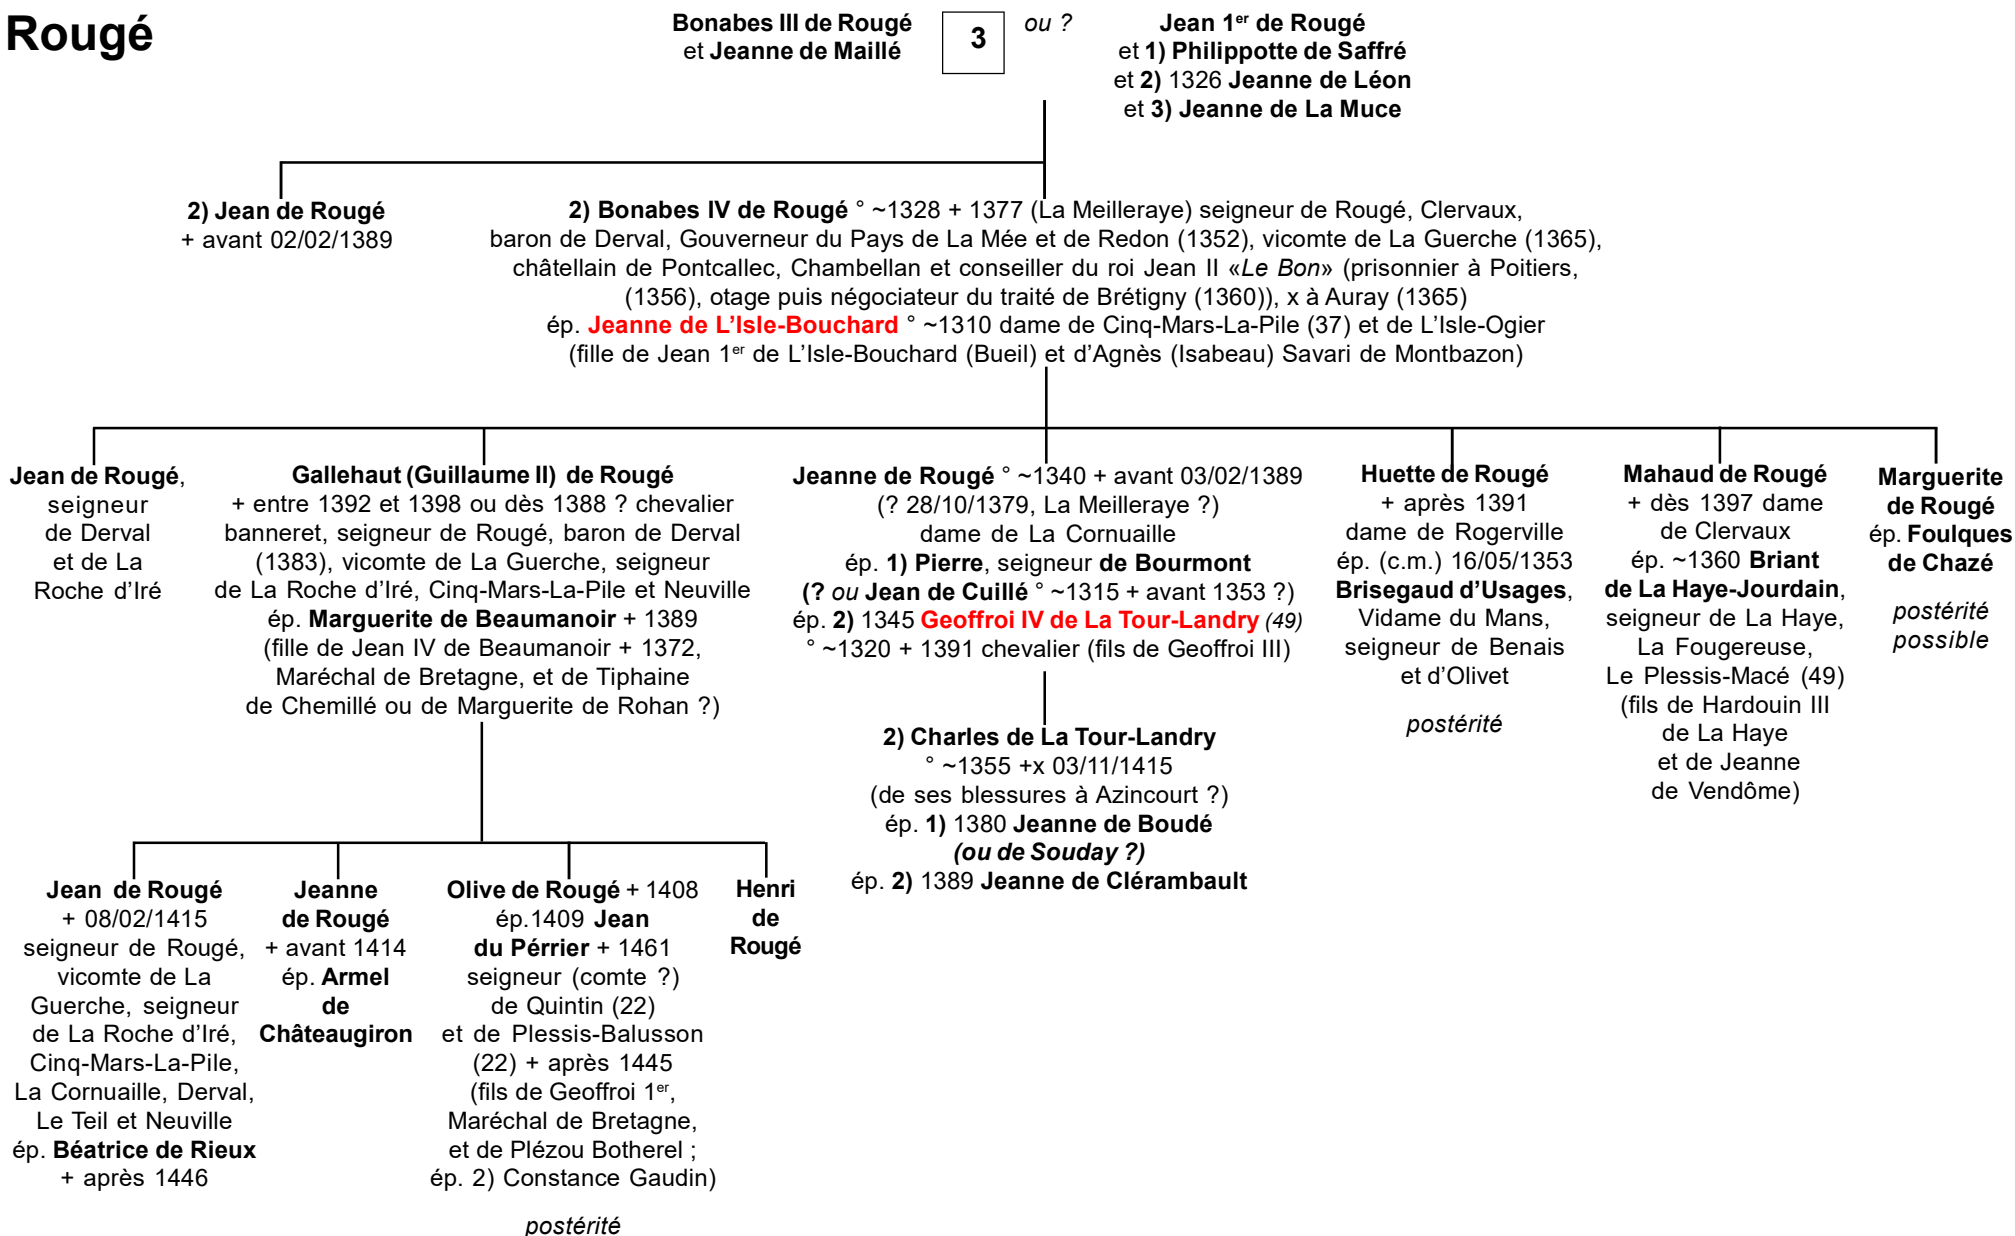 Rougé
Bonabes III de Rougé
et Jeanne de Maillé
3
ou ?
Jean 1er de Rougé
et 1) Philippotte de Saffré
et 2) 1326 Jeanne de Léon
et 3) Jeanne de La Muce
2) Jean de Rougé
+ avant 02/02/1389
2) Bonabes IV de Rougé ° ~1328 + 1377 (La Meilleraye) seigneur de Rougé, Clervaux,
baron de Derval, Gouverneur du Pays de La Mée et de Redon (1352), vicomte de La Guerche (1365),
châtellain de Pontcallec, Chambellan et conseiller du roi Jean II «Le Bon» (prisonnier à Poitiers,
(1356), otage puis négociateur du traité de Brétigny (1360)), x à Auray (1365)
ép. Jeanne de L’Isle-Bouchard ° ~1310 dame de Cinq-Mars-La-Pile (37) et de L’Isle-Ogier
(fille de Jean 1er de L’Isle-Bouchard (Bueil) et d’Agnès (Isabeau) Savari de Montbazon)
Jean de Rougé,
seigneur
de Derval
et de La
Roche d’Iré
Gallehaut (Guillaume II) de Rougé
+ entre 1392 et 1398 ou dès 1388 ? chevalier
banneret, seigneur de Rougé, baron de Derval
(1383), vicomte de La Guerche, seigneur
de La Roche d’Iré, Cinq-Mars-La-Pile et Neuville
ép. Marguerite de Beaumanoir + 1389
(fille de Jean IV de Beaumanoir + 1372,
Maréchal de Bretagne, et de Tiphaine
de Chemillé ou de Marguerite de Rohan ?)
Jeanne de Rougé ° ~1340 + avant 03/02/1389
(? 28/10/1379, La Meilleraye ?)
dame de La Cornuaille
ép. 1) Pierre, seigneur de Bourmont
(? ou Jean de Cuillé ° ~1315 + avant 1353 ?)
ép. 2) 1345 Geoffroi IV de La Tour-Landry (49)
° ~1320 + 1391 chevalier (fils de Geoffroi III)
Huette de Rougé
+ après 1391
dame de Rogerville
ép. (c.m.) 16/05/1353
Brisegaud d’Usages,
Vidame du Mans,
seigneur de Benais
et d’Olivet
postérité
Mahaud de Rougé
+ dès 1397 dame
de Clervaux
ép. ~1360 Briant
de La Haye-Jourdain,
seigneur de La Haye,
La Fougereuse,
Le Plessis-Macé (49)
(fils de Hardouin III
de La Haye
et de Jeanne
de Vendôme)
Marguerite
de Rougé
ép. Foulques
de Chazé
postérité
possible
2) Charles de La Tour-Landry
° ~1355 +x 03/11/1415
(de ses blessures à Azincourt ?)
ép. 1) 1380 Jeanne de Boudé
(ou de Souday ?)
ép. 2) 1389 Jeanne de Clérambault
Jean de Rougé
+ 08/02/1415
seigneur de Rougé,
vicomte de La
Guerche, seigneur
de La Roche d’Iré,
Cinq-Mars-La-Pile,
La Cornuaille, Derval,
Le Teil et Neuville
ép. Béatrice de Rieux
+ après 1446
Jeanne
de Rougé
+ avant 1414
ép. Armel
de
Châteaugiron
Olive de Rougé + 1408
ép.1409 Jean
du Pérrier + 1461
seigneur (comte ?)
de Quintin (22)
et de Plessis-Balusson
(22) + après 1445
(fils de Geoffroi 1er,
Maréchal de Bretagne,
et de Plézou Botherel ;
ép. 2) Constance Gaudin)
postérité
Henri
de
Rougé